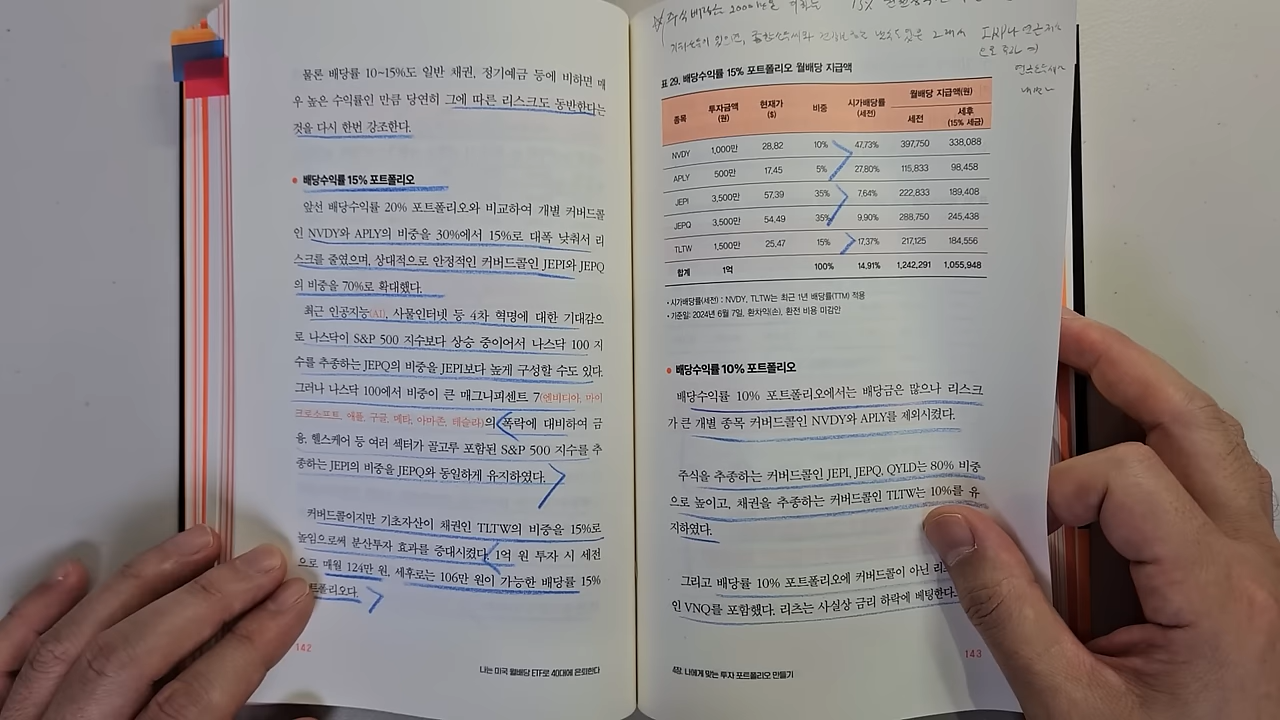 물론 배당률 10~15%도 일반 채권, 정기예금 등에 비하면 매
우 높은 수익률인 만큼 당연히 그에 따른 리스크도 동반한다는
것을 다시 한번 강조한다.
• 배당수익률 15% 포트폴리오
앞선 배당수익률 20% 포트폴리오와 비교하여 개별 커버드콜
인 NVDY와 APLY의 비중을 30%에서 15%로 대폭 낮춰서 리
스크를 줄였으며, 상대적으로 안정적인 커버드콜인 JEPI와 JEPQ
의 비중을 70%로 확대했다.
최근 인공지능(AI), 사물인터넷 등 4차 혁명에 대한 기대감으
로 나스닥이 S&P 500 지수보다 상승 중이어서 나스닥 100 지
수를 추종하는 JEPQ의 비중을 JEPI보다 높게 구성할 수도 있다.
그러나 나스닥 100에서 비중이 큰 매그니피센트 7(엔비디아, 마이
크로소프트, 애플, 구글, 메타, 아마존, 테슬라)의 폭락에 대비하여 금
융, 헬스케어 등 여러 섹터가 골고루 포함된 S&P 500 지수를 추
종하는 JEPI의 비중을 JEPQ와 동일하게 유지하였다.
커버드콜이지만 기초자산이 채권인 TLTW의 비중을 15%로
높임으로써 분산투자 효과를 증대시켰다. 1억 원 투자 시 세전
으로 매월 124만 원, 세후로는 106만 원이 가능한 배당률 15%
트폴리오다.
142
나는 미국 월배당 ETF로 40대에 은퇴한다
표 29. 배당수익률 15% 포트폴리오 월배당 지급액
종목 투자금액(원) 현재가($) 비중 시가배당률(세전) 월배당 지급액(원)
세전 세후(15% 세금)
NVDY 1,000만 28.82 10% 47.73% 397,750 338,088
APLY 500만 17.45 5% 27.80% 115,833 98,458
JEPI 3,500만 57.39 35% 7.64% 222,833 189,408
JEPQ 3,500만 54.49 35% 9.90% 288,750 245,438
TLTW 1,500만 25.47 15% 17.37% 217,125 184,556
합계 1억 100% 14.91% 1,242,291 1,055,948
• 시가배당률(세전) : NVDY, TLTW는 최근 1년 배당률(TTM) 적용
• 기준일: 2024년 6월 7일, 환차익(손), 환전 비용 미감안
• 배당수익률 10% 포트폴리오
배당수익률 10% 포트폴리오에서는 배당금은 많으나 리스크
가 큰 개별 종목 커버드콜인 NVDY와 APLY를 제외시켰다.
주식을 추종하는 커버드콜인 JEPI, JEPQ, QYLD는 80% 비중
으로 높이고, 채권을 추종하는 커버드콜인 TLTW는 10%를 유
지하였다.
그리고 배당률 10% 포트폴리오에 커버드콜이 아닌
인 VNQ를 포함했다. 리츠는 사실상 금리 하락에 베팅한다
143
4장. 나에게 맞는 투자 포트폴리오 만들기